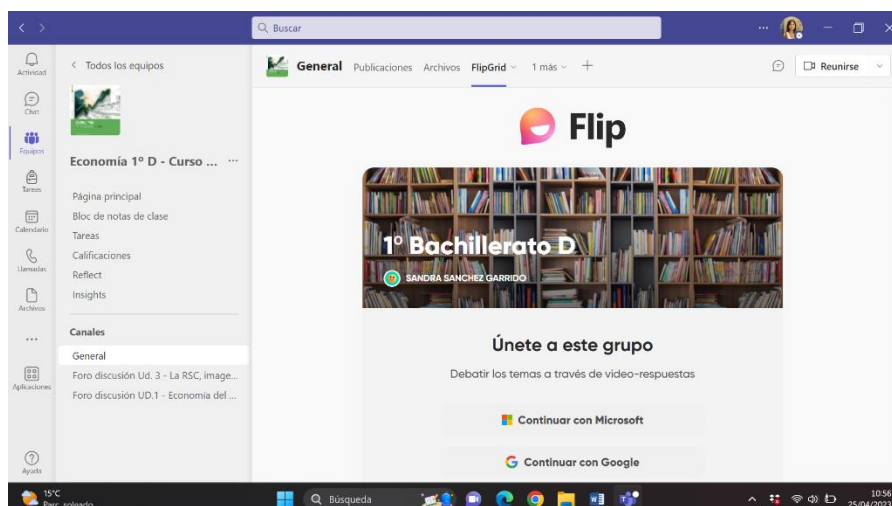 Buscar
Actividad
Chat
Equipos
Tareas
Calendario
Llamadas
Archivos
Aplicaciones
Ayuda
Todos los equipos
Economía 1º D - Curso ...
Página principal
Bloc de notas de clase
Tareas
Calificaciones
Reflect
Insights
Canales
General
Foro discusión Ud. 3 - La RSC, image...
Foro discusión UD.1 - Economía del ...
General Publicaciones Archivos FlipGrid 1 más
Reunirse
Flip
1º Bachillerato D
SANDRA SANCHEZ GARRIDO
Únete a este grupo
Debatir los temas a través de video-respuestas
Continuar con Microsoft
Continuar con Google
15°C
Parc. soleado
Búsqueda
10:56
25/04/2023